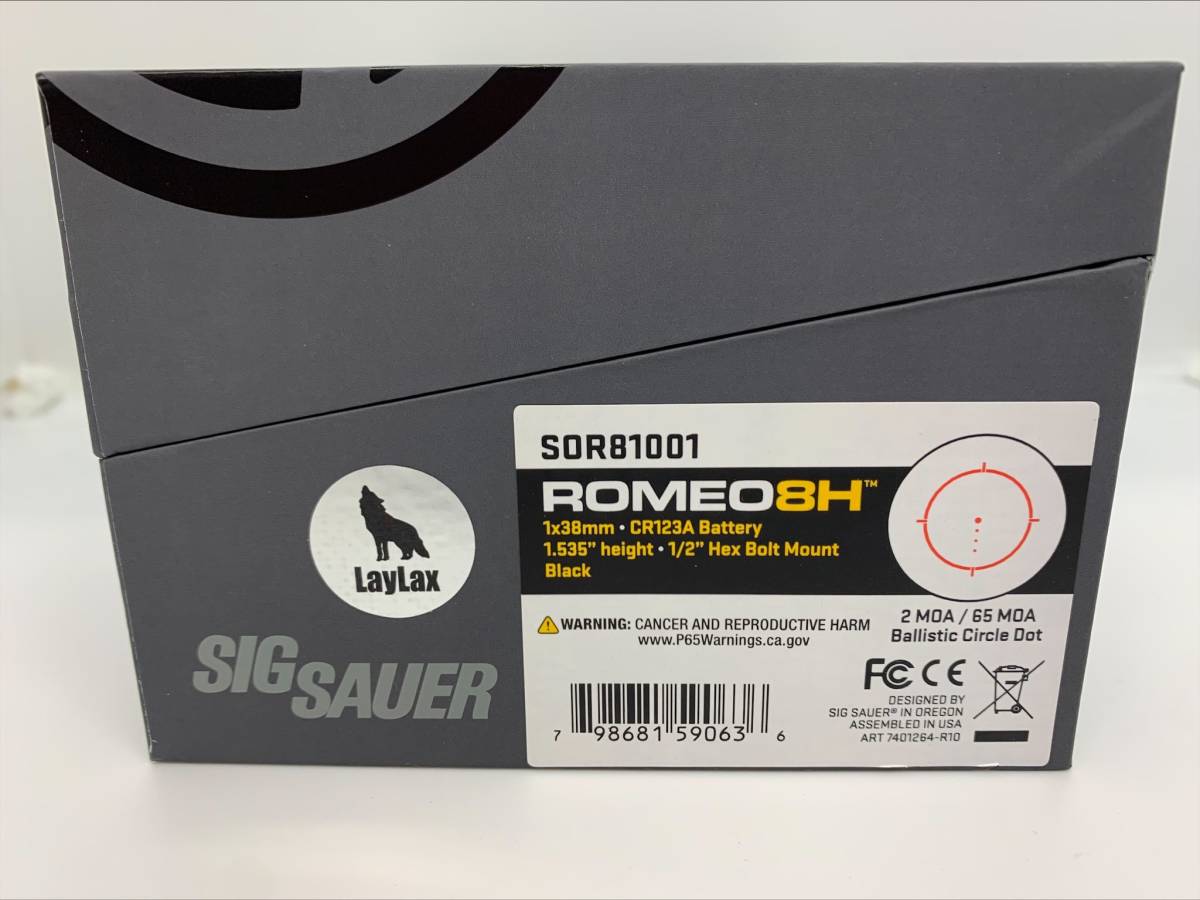 SOR81001
ROMEO8H™
1x38mm • CR123A Battery
1.535" height • 1/2" Hex Bolt Mount
Black
LayLax
SIG SAUER
WARNING: CANCER AND REPRODUCTIVE HARM
www.P65Warnings.ca.gov
2 MOA / 65 MOA
Ballistic Circle Dot
FC CE
DESIGNED BY
SIG SAUER® IN OREGON
ASSEMBLED IN USA
ART 7401264-R10
7 98681 59063 6